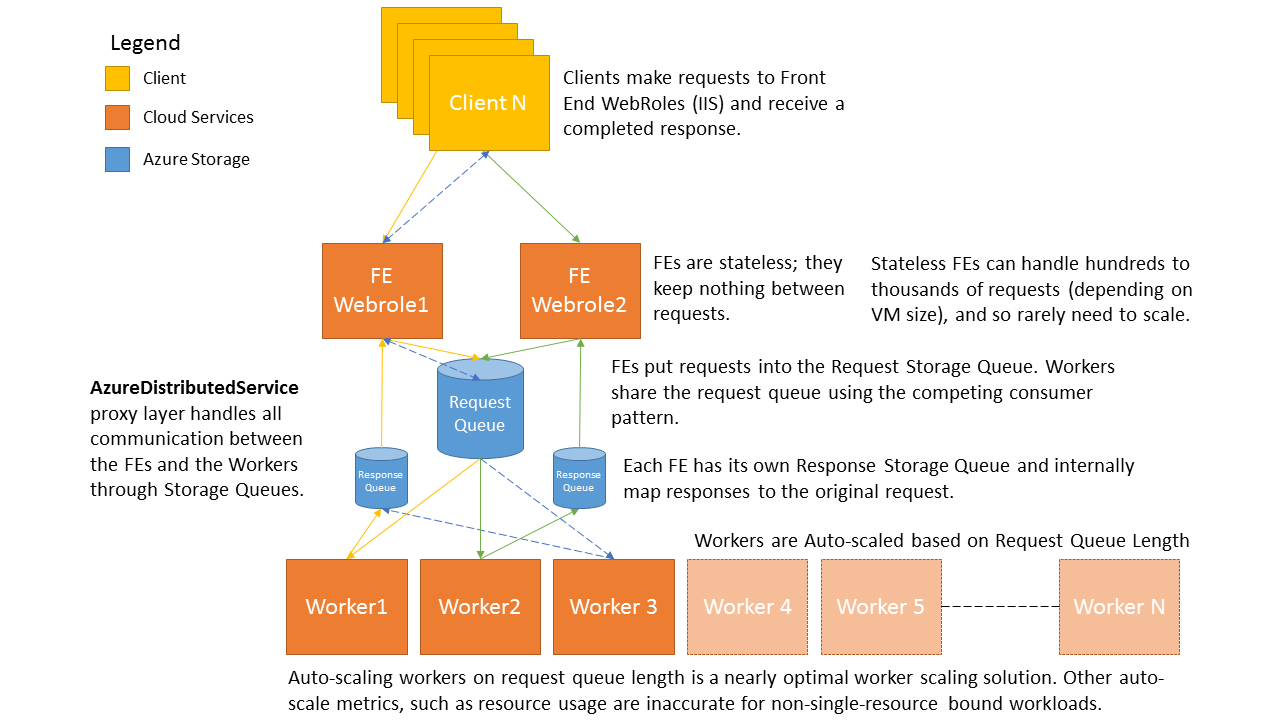 Legend
Client
Cloud Services
Azure Storage
Client N
Clients make requests to Front
End WebRoles (IIS) and receive a
completed response.
FE
Webrole1
FE
Webrole2
FEs are stateless; they
keep nothing between
requests.
Stateless FEs can handle hundreds to
thousands of requests (depending on
VM size), and so rarely need to scale.
AzureDistributedService
proxy layer handles all
communication between
the FEs and the Workers
through Storage Queues.
Request
Queue
FEs put requests into the Request Storage Queue. Workers
share the request queue using the competing consumer
pattern.
Response
Queue
Response
Queue
Each FE has its own Response Storage Queue and internally
map responses to the original request.
Workers are Auto-scaled based on Request Queue Length
Worker1
Worker2
Worker 3
Worker 4
Worker 5
Worker N
Auto-scaling workers on request queue length is a nearly optimal worker scaling solution. Other auto-
scale metrics, such as resource usage are inaccurate for non-single-resource bound workloads.